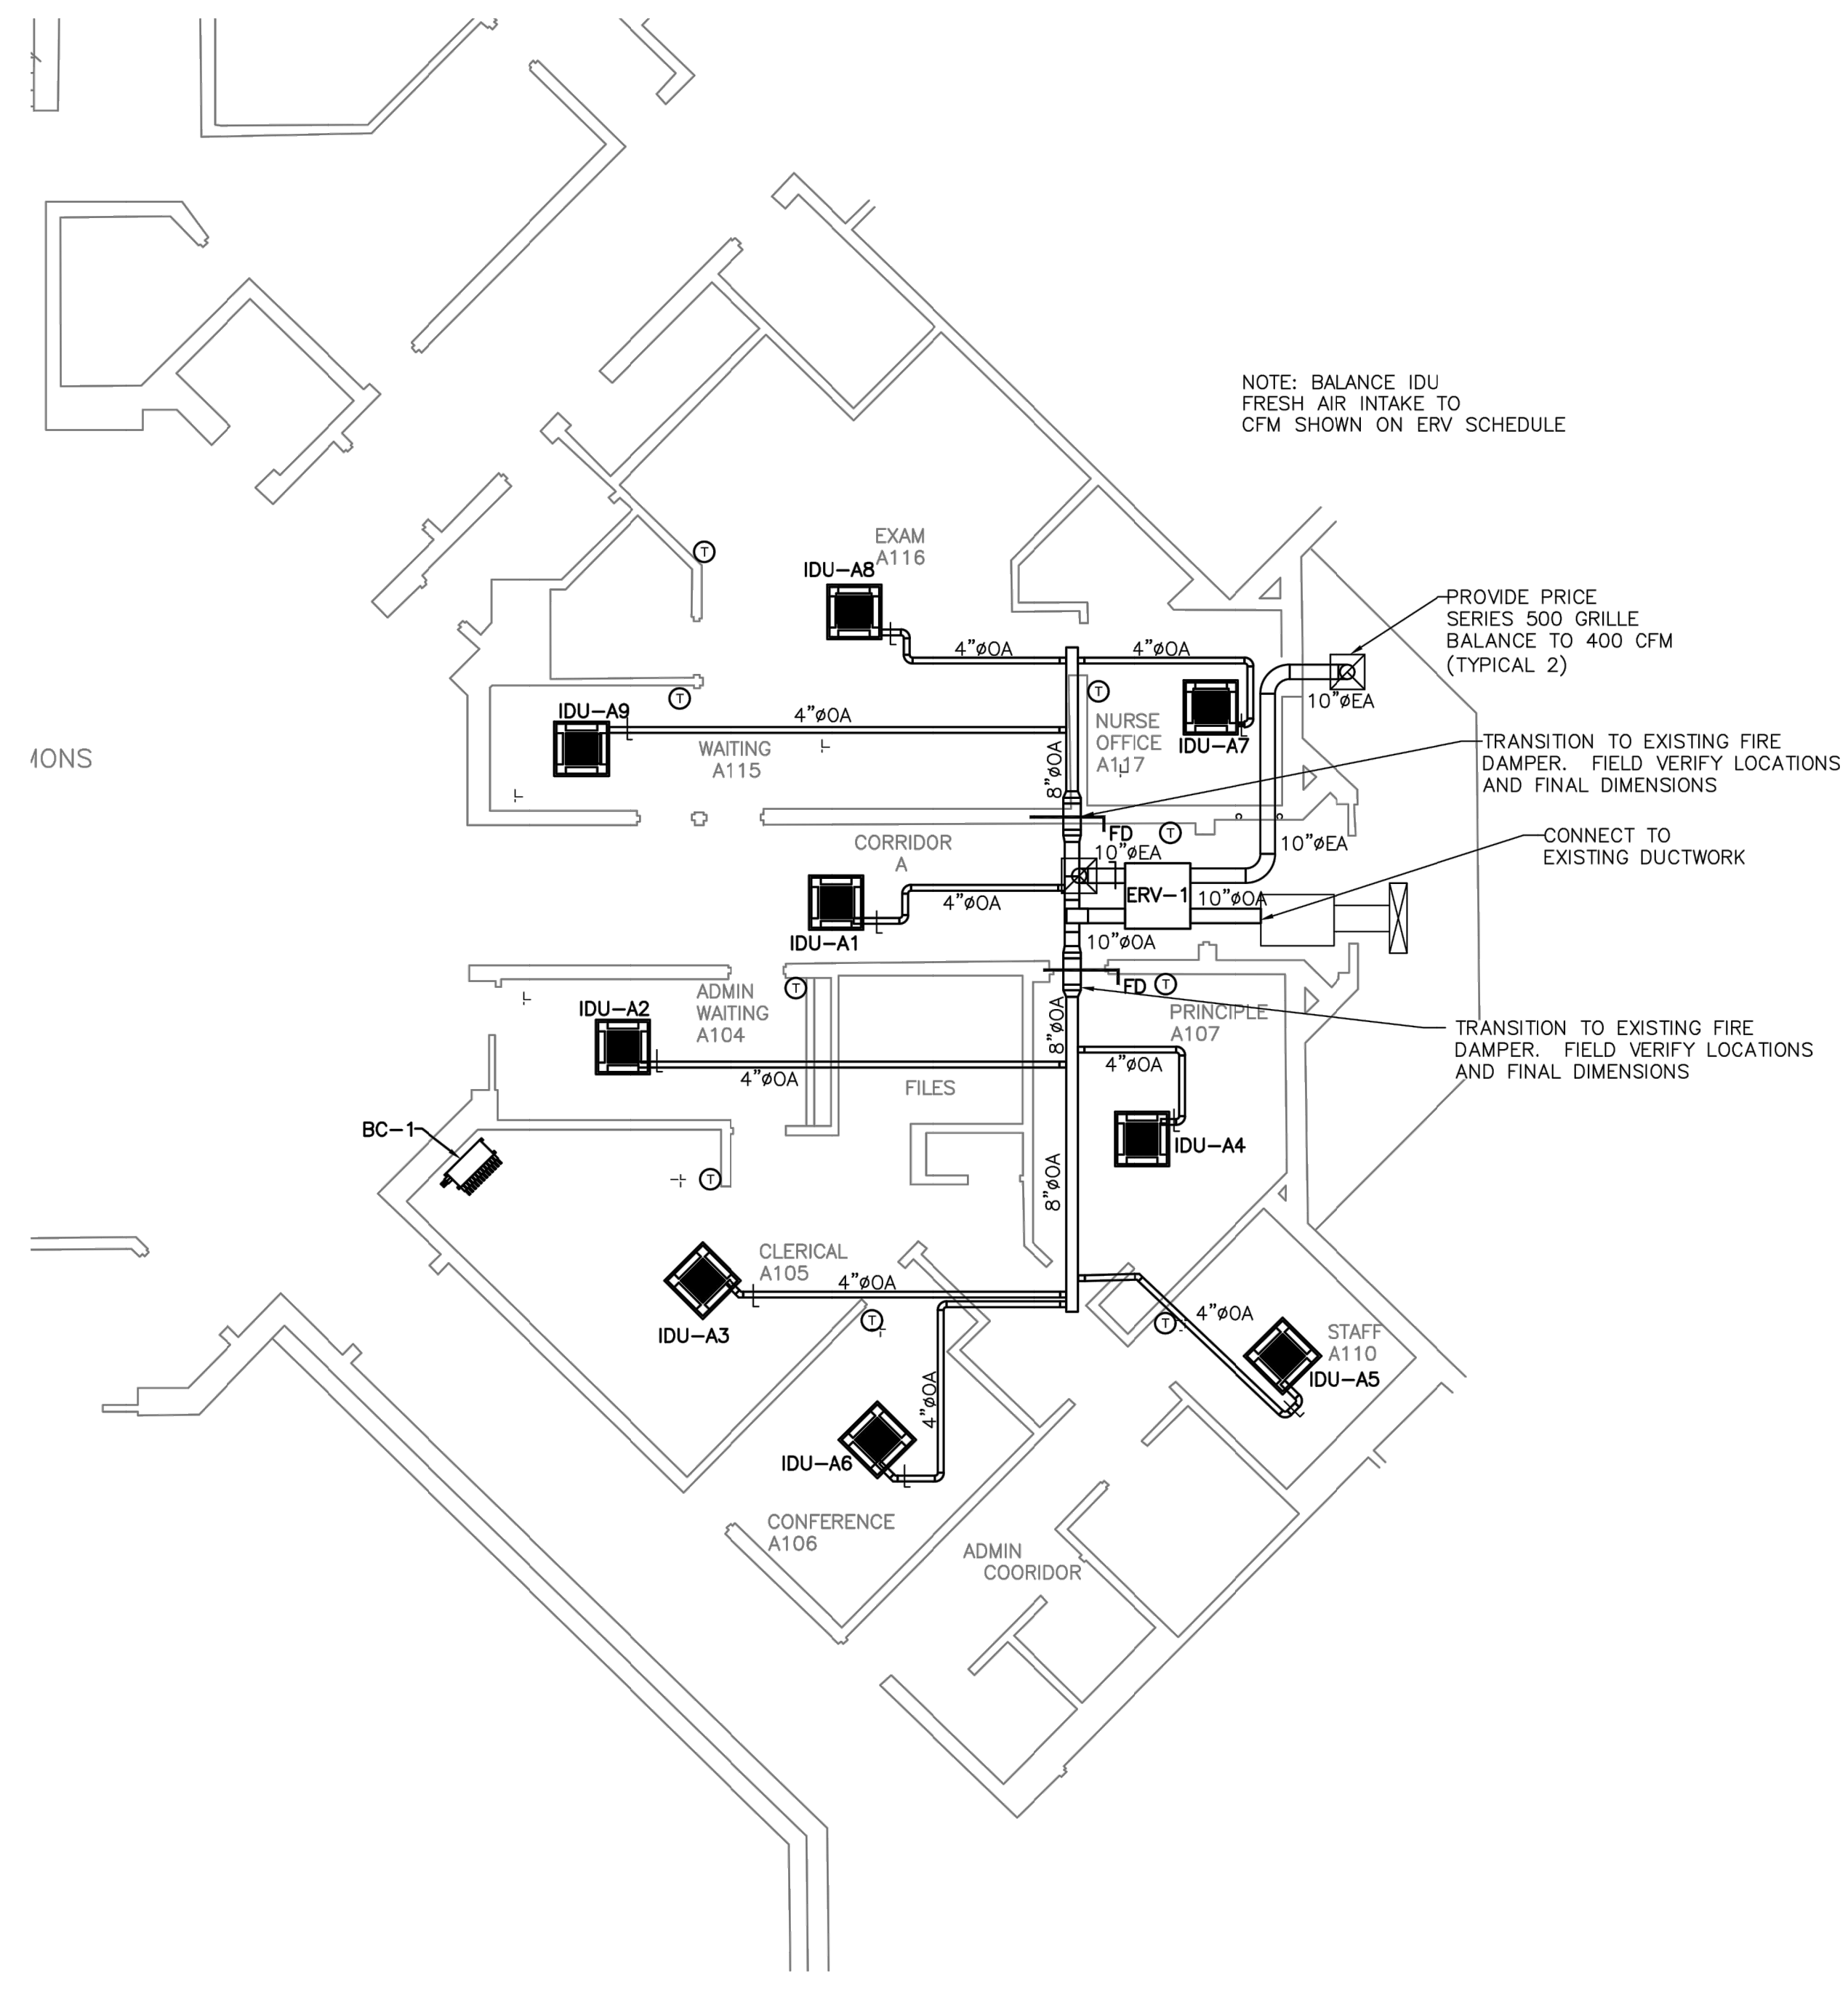 NOTE: BALANCE IDU
FRESH AIR INTAKE TO
CFM SHOWN ON ERV SCHEDULE
EXAM
A116
IDU-A8
T
4"øOA
4"øOA
PROVIDE PRICE
SERIES 500 GRILLE
BALANCE TO 400 CFM
(TYPICAL 2)
10"øEA
T
T
IDU-A9
4"øOA
WAITING
A115
8"øOA
NURSE
OFFICE
A117
IDU-A7
TRANSITION TO EXISTING FIRE
DAMPER. FIELD VERIFY LOCATIONS
AND FINAL DIMENSIONS
MONS
CORRIDOR
A
FD
T
10"øEA
10"øEA
CONNECT TO
EXISTING DUCTWORK
ERV-1
10"øOA
4"øOA
IDU-A1
10"øOA
ADMIN
WAITING
A104
T
FD
T
IDU-A2
PRINCIPLE
A107
8"øOA
TRANSITION TO EXISTING FIRE
DAMPER. FIELD VERIFY LOCATIONS
AND FINAL DIMENSIONS
4"øOA
4"øOA
FILES
BC-1
IDU-A4
T
8"øOA
CLERICAL
A105
4"øOA
IDU-A3
T
T
4"øOA
STAFF
A110
IDU-A5
4"øOA
IDU-A6
CONFERENCE
A106
ADMIN
COORIDOR